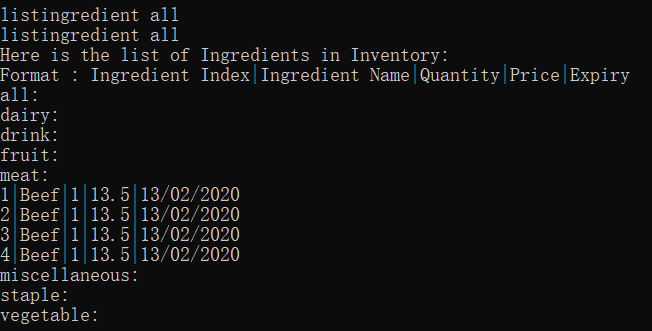 listingredient all
listingredient all
Here is the list of Ingredients in Inventory:
Format : Ingredient Index|Ingredient Name|Quantity|Price|Expiry
all:
dairy:
drink:
fruit:
meat:
1|Beef|1|13.5|13/02/2020
2|Beef|1|13.5|13/02/2020
3|Beef|1|13.5|13/02/2020
4|Beef|1|13.5|13/02/2020
miscellaneous:
staple:
vegetable: